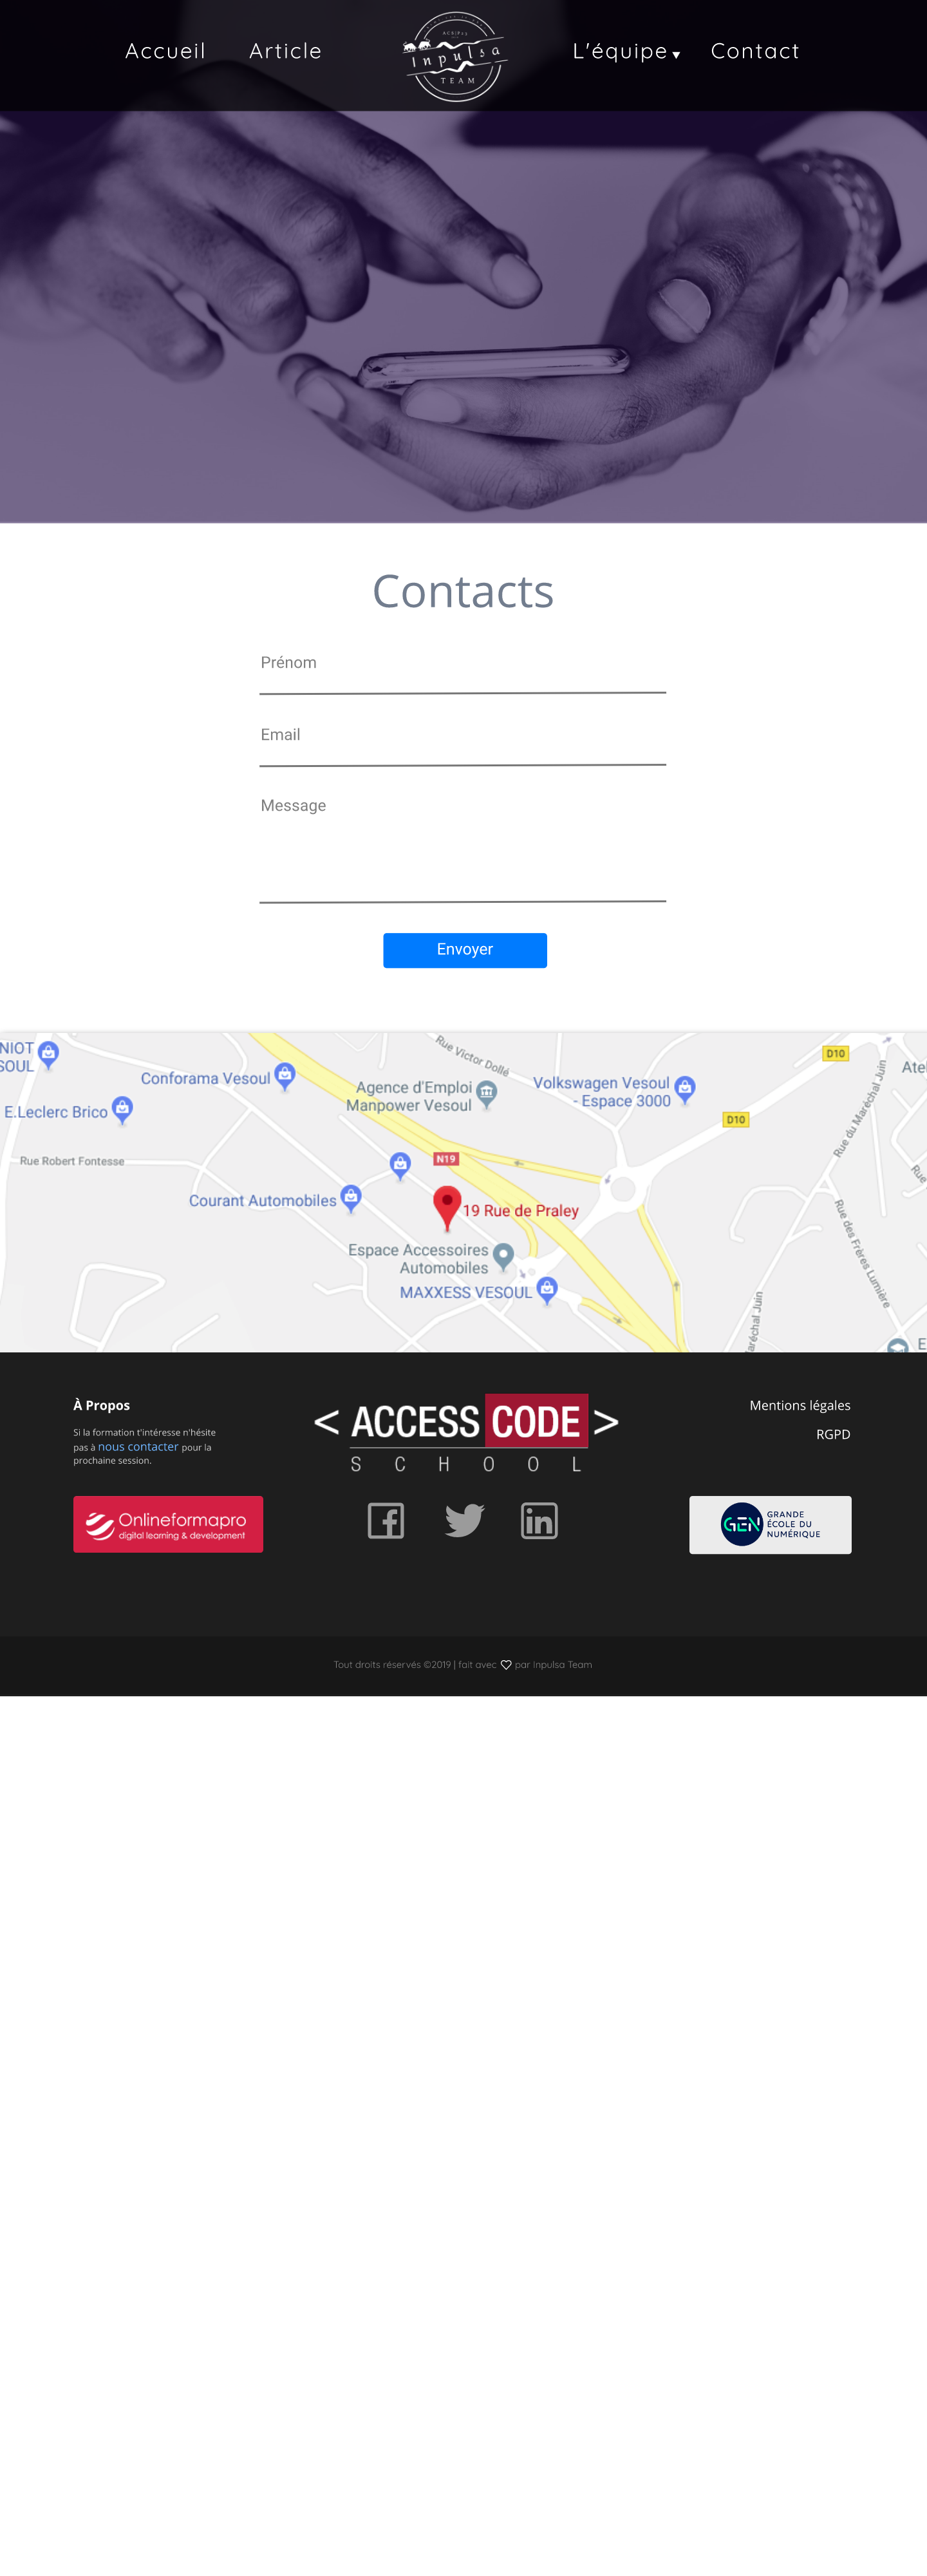 Accueil
Article
Inpulsa
TEAM
L'équipe
Contact
Contacts
Prénom
Email
Message
Envoyer
NIOT
SOUL
Conforama Vesoul
E.Leclerc Brico
Rue Robert Fontesse
Rue Victor Dollé
Agence d'Emploi
Manpower Vesoul
Volkswagen Vesoul
- Espace 3000
D10
D10
Atel
Rue du Maréchal Juin
Rue
N19
Courant Automobiles
19 Rue de Praley
Espace Accessoires
Automobiles
MAXXESS VESOUL
Rue des Frères Lumière
aréchal Juin
E
À Propos
Si la formation t'intéresse n'hésite
pas à nous contacter pour la
prochaine session.
< ACCESS CODE >
SCHOOL
Mentions légales
RGPD
Onlineformapro
digital learning & development
GEN
GRANDE
ÉCOLE DU
NUMÉRIQUE
Tout droits réservés ©2019 | fait avec ♡ par Inpulsa Team